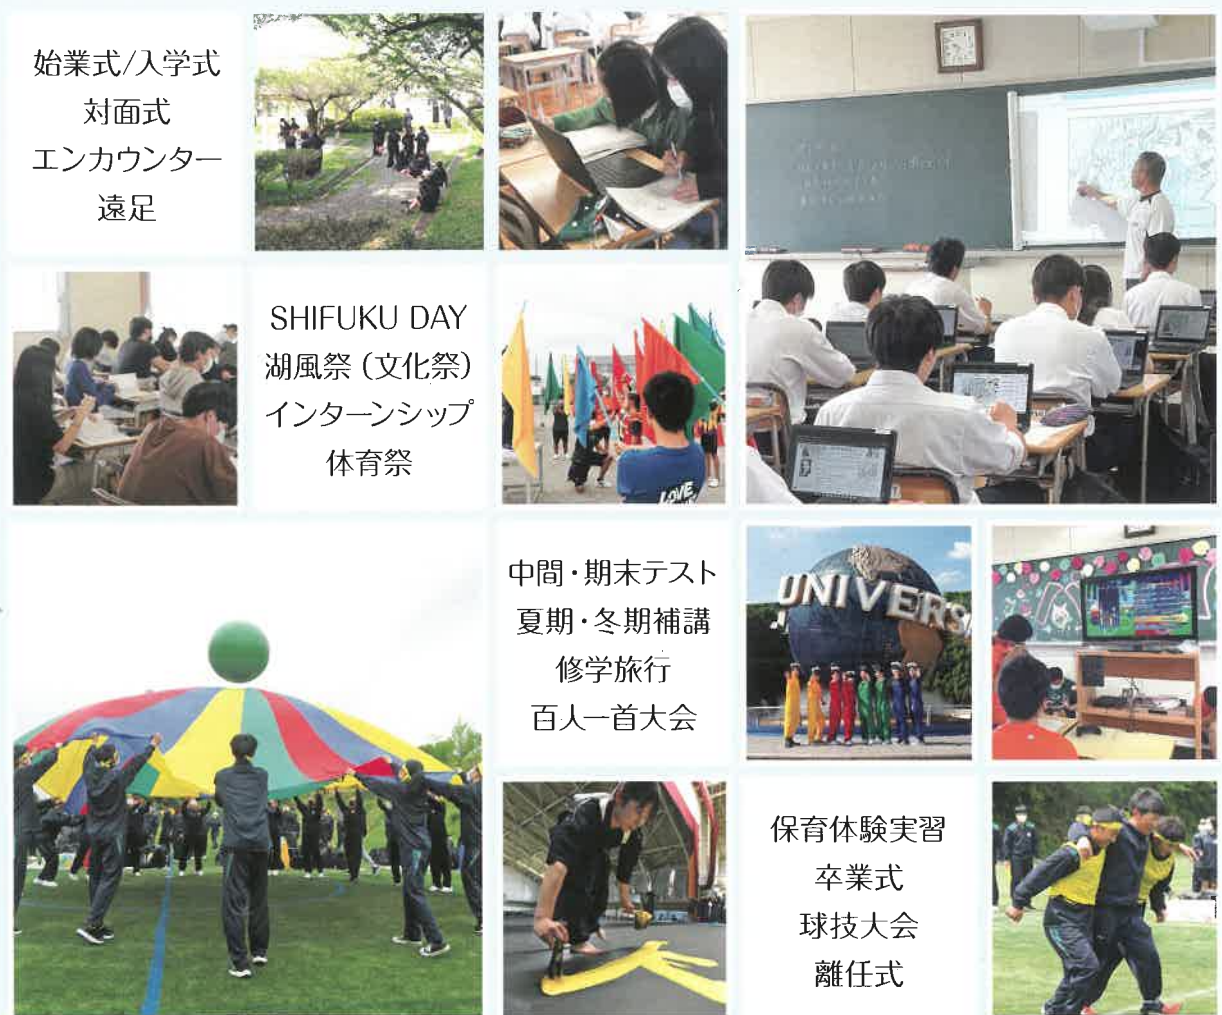 始業式/入学式
対面式
エンカウンター
遠足
SHIFUKU DAY
湖風祭（文化祭）
インターンシップ
体育祭
LOVE
中間・期末テスト
夏期・冬期補講
修学旅行
百人一首大会
UNIVERSA
保育体験実習
卒業式
球技大会
離任式